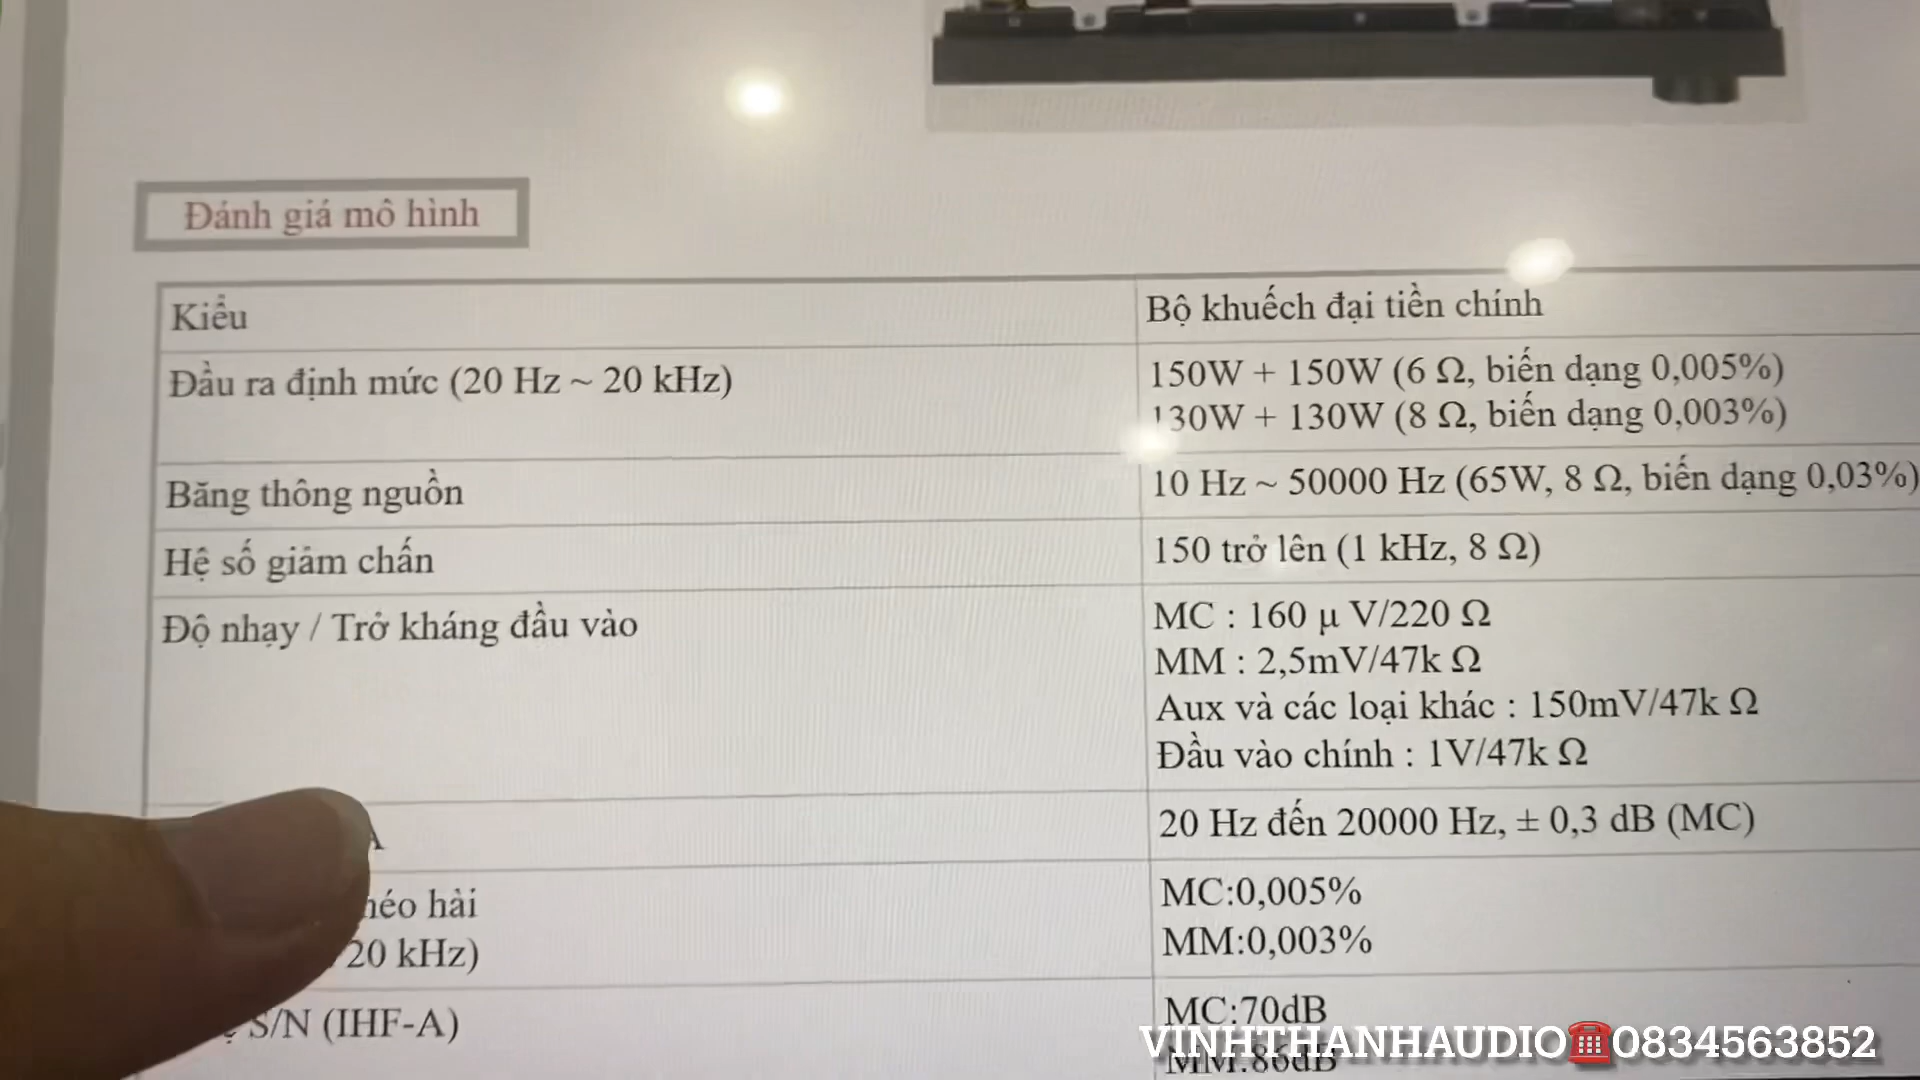 Đánh giá mô hình
Kiểu
Bộ khuếch đại tiền chính
Đầu ra định mức (20 Hz ~ 20 kHz)
150W + 150W (6 Ω, biến dạng 0,005%)
130W + 130W (8 Ω, biến dạng 0,003%)
Băng thông nguồn
10 Hz ~ 50000 Hz (65W, 8 Ω, biến dạng 0,03%)
Hệ số giảm chấn
150 trở lên (1 kHz, 8 Ω)
Độ nhạy / Trở kháng đầu vào
MC : 160 μ V/220 Ω
MM : 2,5mV/47k Ω
Aux và các loại khác : 150mV/47k Ω
Đầu vào chính : 1V/47k Ω
20 Hz đến 20000 Hz, ± 0,3 dB (MC)
hài
20 kHz)
MC:0,005%
MM:0,003%
S/N (IHF-A)
MC:70dB
MM:86dB
VINHTHANHAUDIO☎️0834563852